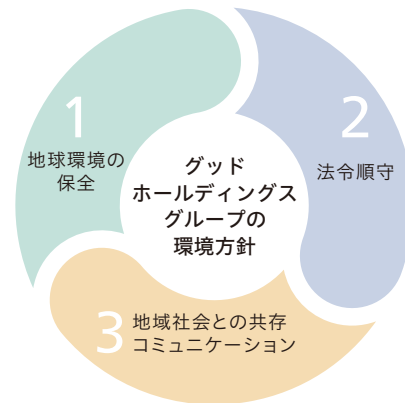 1
地球環境の
保全
2
法令順守
グッド
ホールディングス
グループの
環境方針
3
地域社会との共存
コミュニケーション